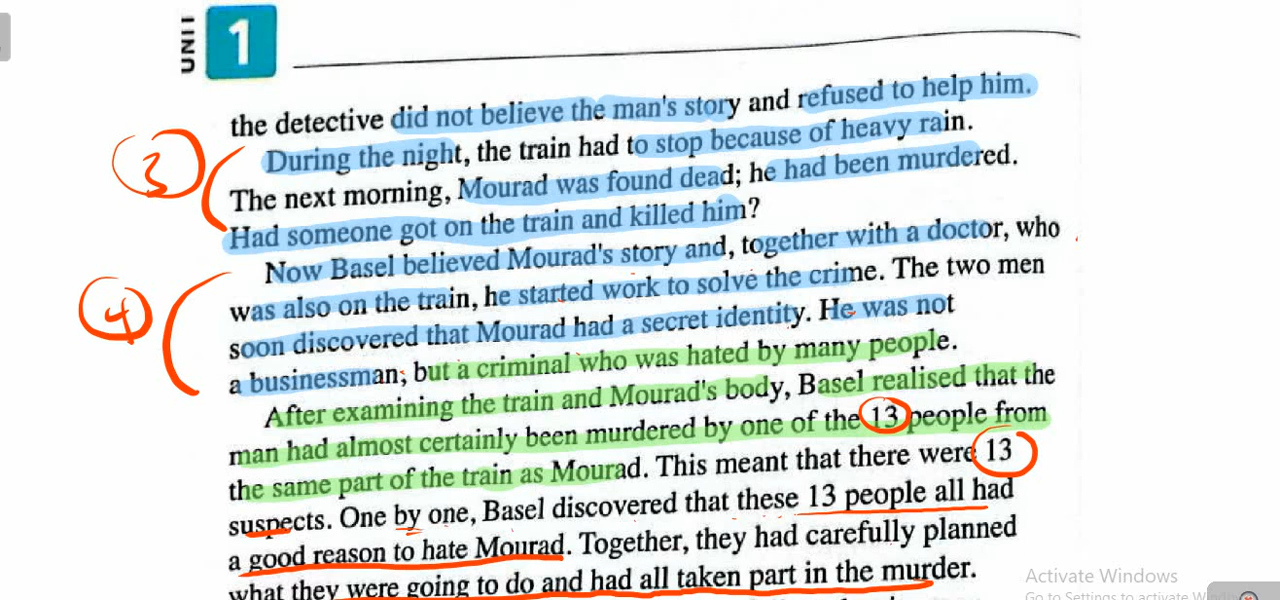 UNIT 1
the detective did not believe the man's story and refused to help him.
3
During the night, the train had to stop because of heavy rain.
The next morning, Mourad was found dead; he had been murdered.
Had someone got on the train and killed him?
Now Basel believed Mourad's story and, together with a doctor, who
4
was also on the train, he started work to solve the crime. The two men
soon discovered that Mourad had a secret identity. He was not
a businessman; but a criminal who was hated by many people.
After examining the train and Mourad's body, Basel realised that the
man had almost certainly been murdered by one of the 13 people from
the same part of the train as Mourad. This meant that there were 13
suspects. One by one, Basel discovered that these 13 people all had
a good reason to hate Mourad. Together, they had carefully planned
what they were going to do and had all taken part in the murder.
Activate Windows
Go to Settings to activate